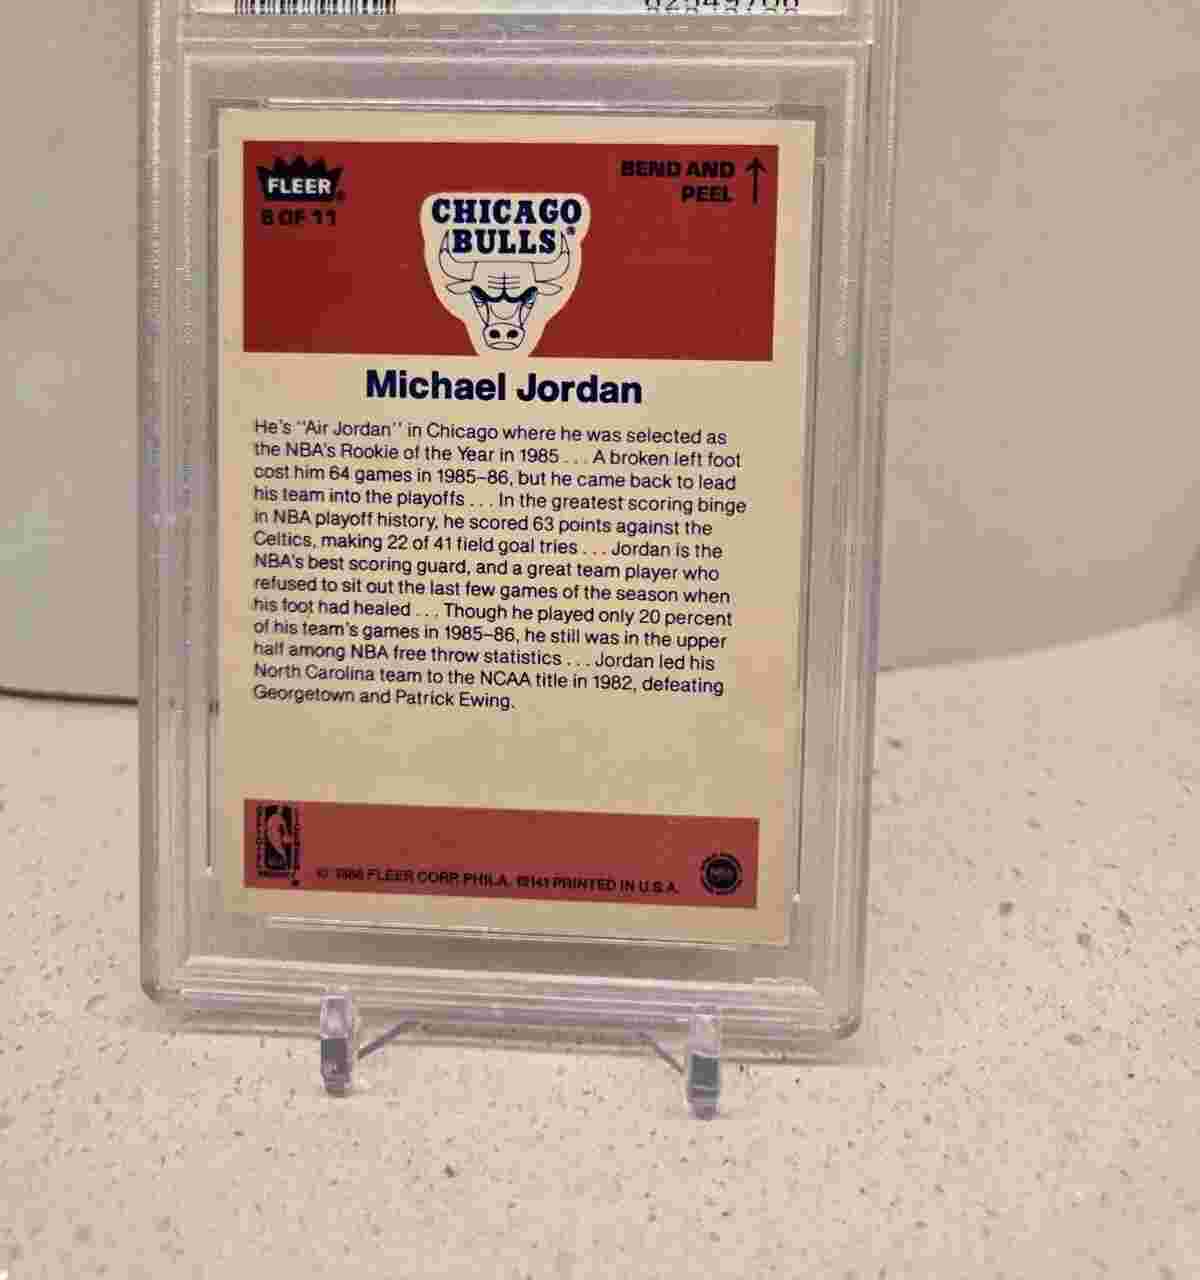 FLEER®
8 OF 11
BEND AND
PEEL
CHICAGO
BULLS®
Michael Jordan
He's "Air Jordan" in Chicago where he was selected as
the NBA's Rookie of the Year in 1985 . . . A broken left foot
cost him 64 games in 1985–86, but he came back to lead
his team into the playoffs . . . In the greatest scoring binge
in NBA playoff history, he scored 63 points against the
Celtics, making 22 of 41 field goal tries . . . Jordan is the
NBA's best scoring guard, and a great team player who
refused to sit out the last few games of the season when
his foot had healed . . . Though he played only 20 percent
of his team's games in 1985–86, he still was in the upper
half among NBA free throw statistics . . . Jordan led his
North Carolina team to the NCAA title in 1982, defeating
Georgetown and Patrick Ewing.
© 1986 FLEER CORP. PHILA. 19141 PRINTED IN U.S.A.